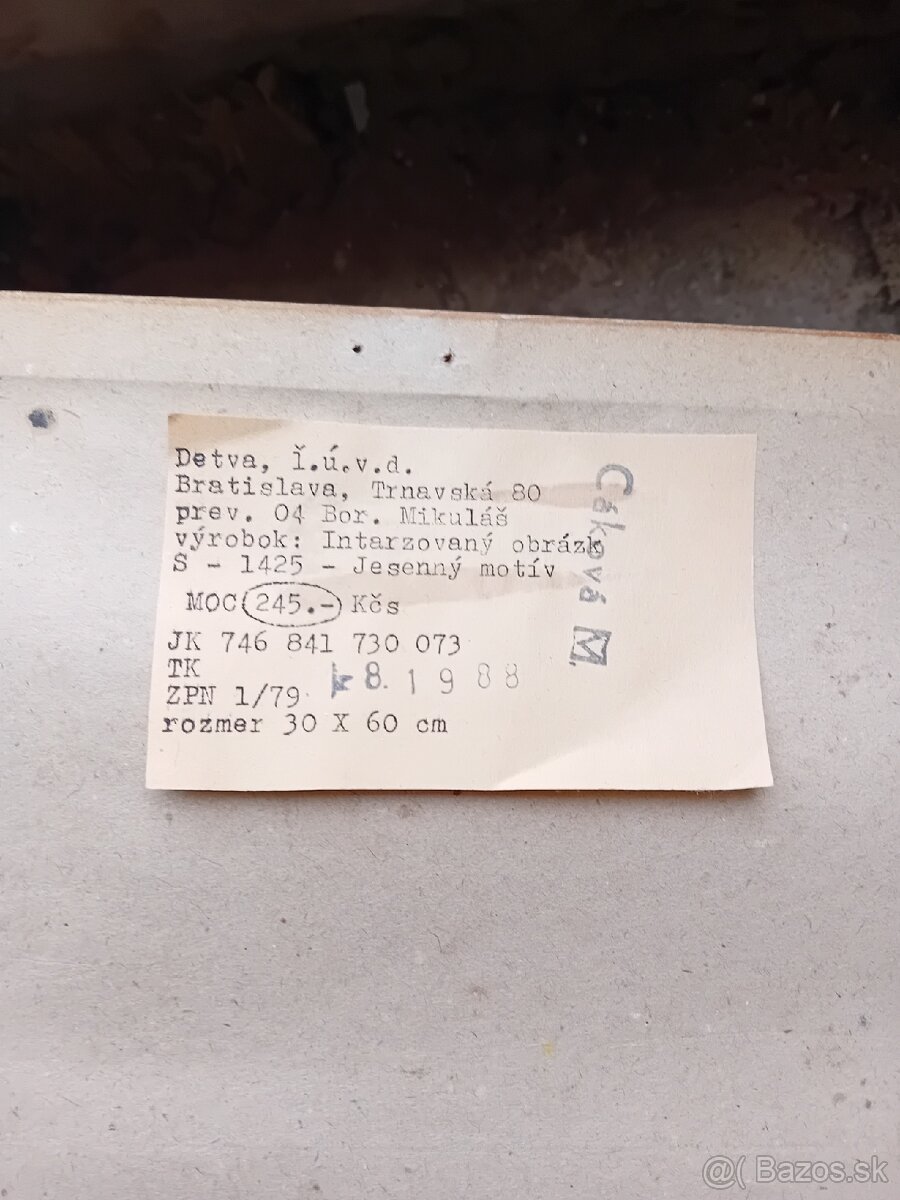 Detva, ľ.ú.v.d.
Bratislava, Trnavská 80
prev. 04 Bor. Mikuláš
výrobok: Intarzovaný obrázk
S - 1425 - Jesenný motív
MOC 245.- Kčs
JK 746 841 730 073
TK
8. 1988
ZPN 1/79
rozmer 30 X 60 cm
Cáková M.
@( Bazos.sk